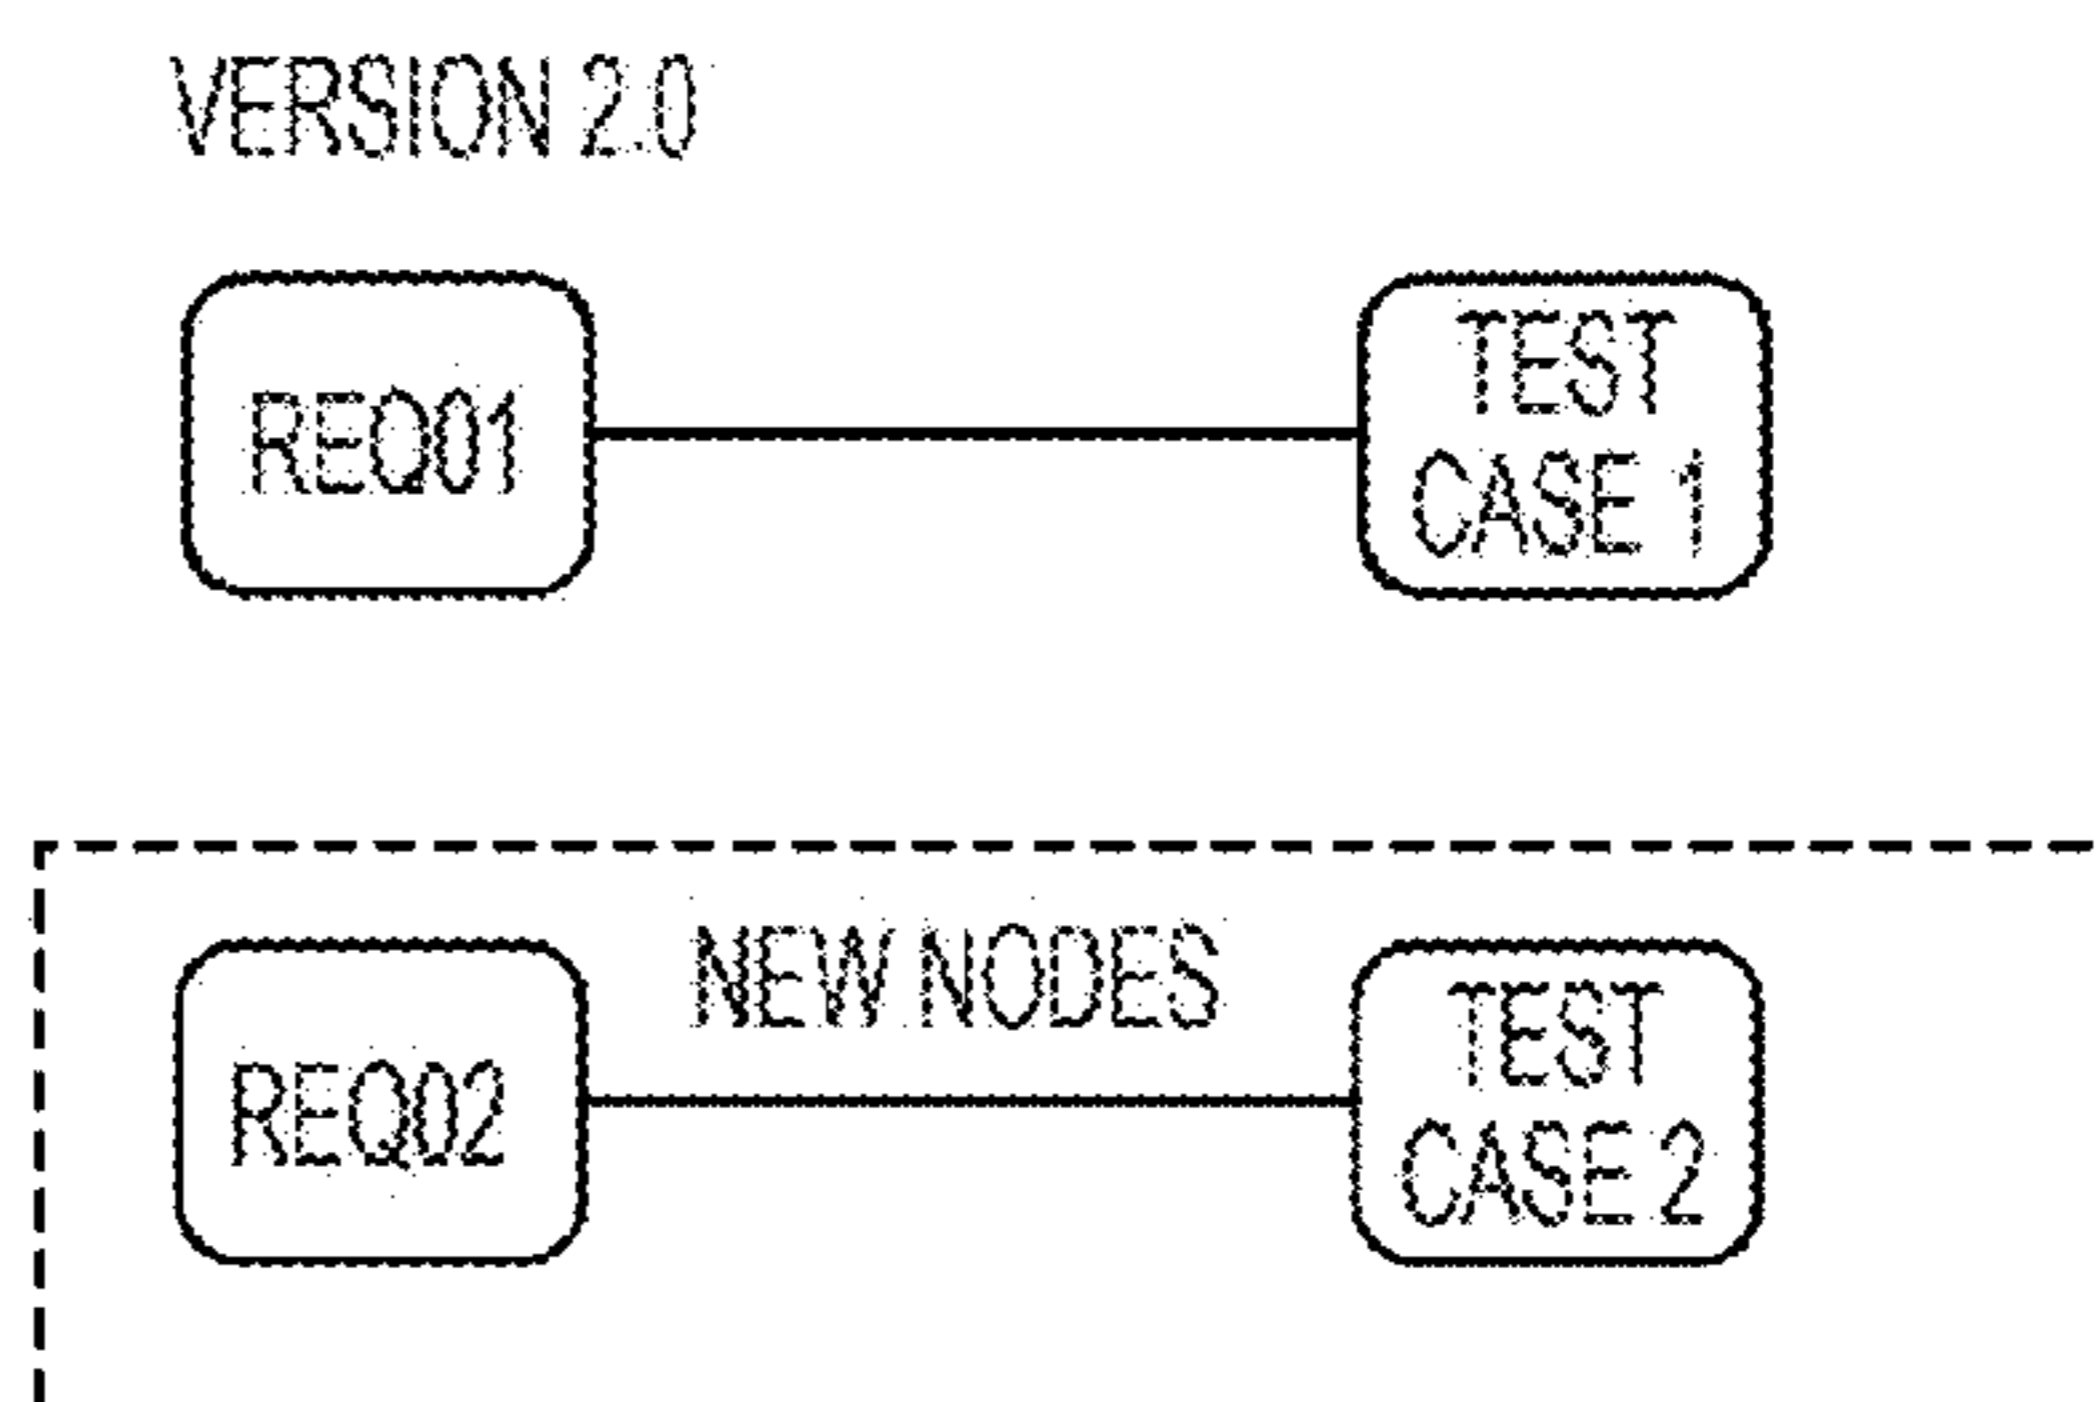 VERSION 2.0
REQ01
TEST
CASE 1
NEW NODES
REQ02
TEST
CASE 2